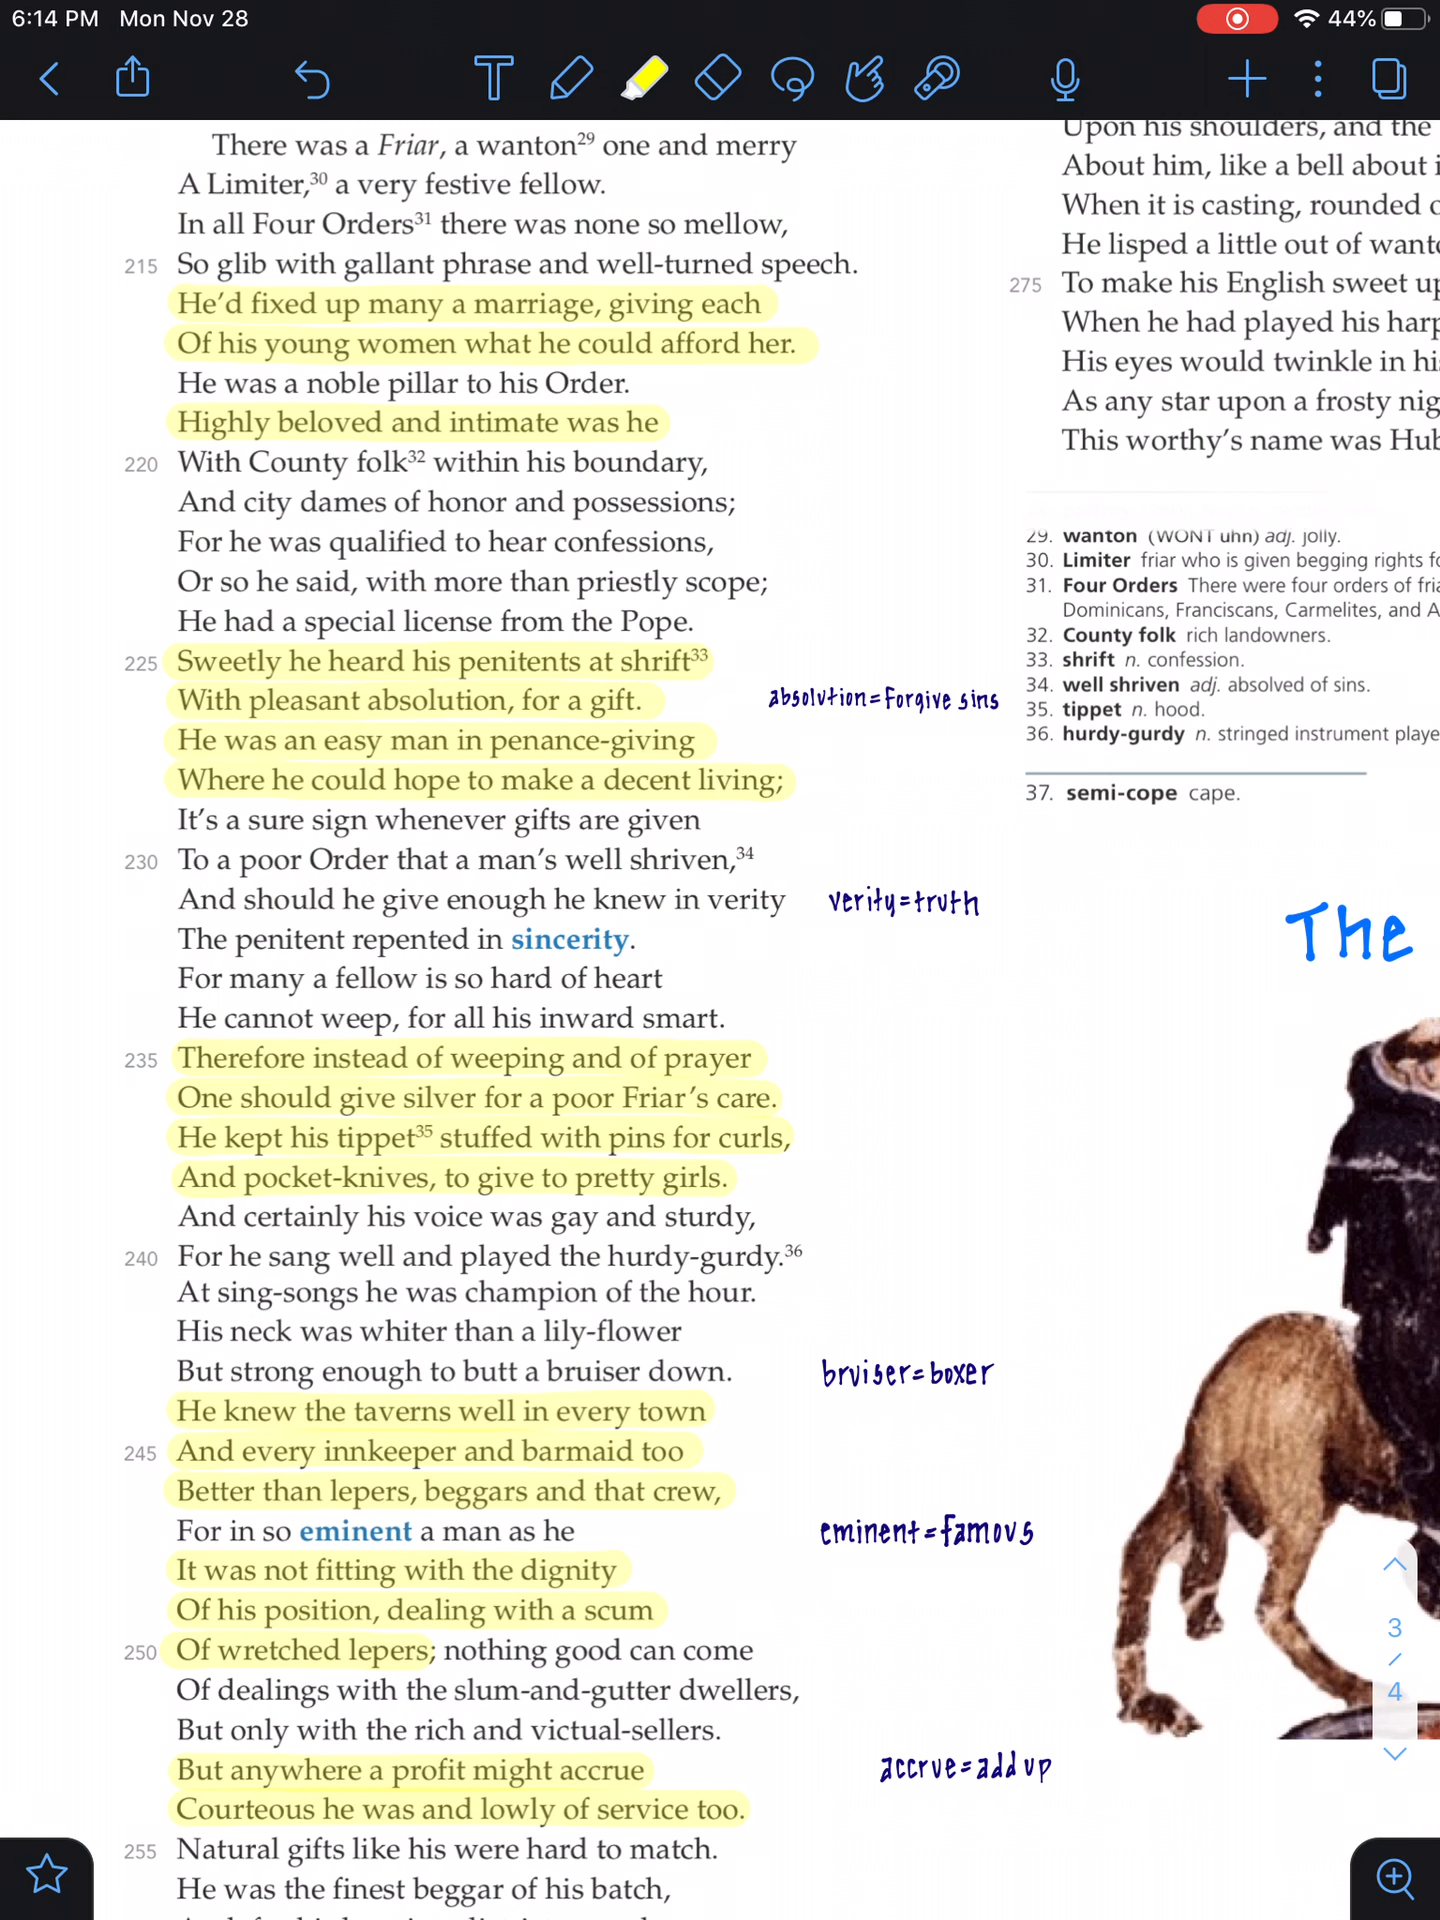 6:14 PM Mon Nov 28
44%
There was a Friar, a wanton29 one and merry
A Limiter,30 a very festive fellow.
In all Four Orders31 there was none so mellow,
215 So glib with gallant phrase and well-turned speech.
He'd fixed up many a marriage, giving each
Of his young women what he could afford her.
He was a noble pillar to his Order.
Highly beloved and intimate was he
220 With County folk32 within his boundary,
And city dames of honor and possessions;
For he was qualified to hear confessions,
Or so he said, with more than priestly scope;
He had a special license from the Pope.
225 Sweetly he heard his penitents at shrift33
With pleasant absolution, for a gift.
absolution=Forgive sins
He was an easy man in penance-giving
Where he could hope to make a decent living;
It's a sure sign whenever gifts are given
230 To a poor Order that a man's well shriven,34
And should he give enough he knew in verity
verity=truth
The penitent repented in sincerity.
For many a fellow is so hard of heart
He cannot weep, for all his inward smart.
235 Therefore instead of weeping and of prayer
One should give silver for a poor Friar's care.
He kept his tippet35 stuffed with pins for curls,
And pocket-knives, to give to pretty girls.
And certainly his voice was gay and sturdy,
240 For he sang well and played the hurdy-gurdy.36
At sing-songs he was champion of the hour.
His neck was whiter than a lily-flower
But strong enough to butt a bruiser down.
bruiser=boxer
He knew the taverns well in every town
245 And every innkeeper and barmaid too
Better than lepers, beggars and that crew,
For in so eminent a man as he
eminent=famous
It was not fitting with the dignity
Of his position, dealing with a scum
250 Of wretched lepers; nothing good can come
Of dealings with the slum-and-gutter dwellers,
But only with the rich and victual-sellers.
But anywhere a profit might accrue
accrue=add up
Courteous he was and lowly of service too.
255 Natural gifts like his were hard to match.
He was the finest beggar of his batch,
Upon his shoulders, and the
About him, like a bell about
When it is casting, rounded
He lisped a little out of
275 To make his English sweet
When he had played his harp
His eyes would twinkle in
As any star upon a frosty
This worthy's name was
29. wanton (WONT uhn) adj. jolly.
30. Limiter friar who is given begging rights
31. Four Orders There were four orders of
Dominicans, Franciscans, Carmelites, and
32. County folk rich landowners.
33. shrift n. confession.
34. well shriven adj. absolved of sins.
35. tippet n. hood.
36. hurdy-gurdy n. stringed instrument
37. semi-cope cape.
The
3
/
4